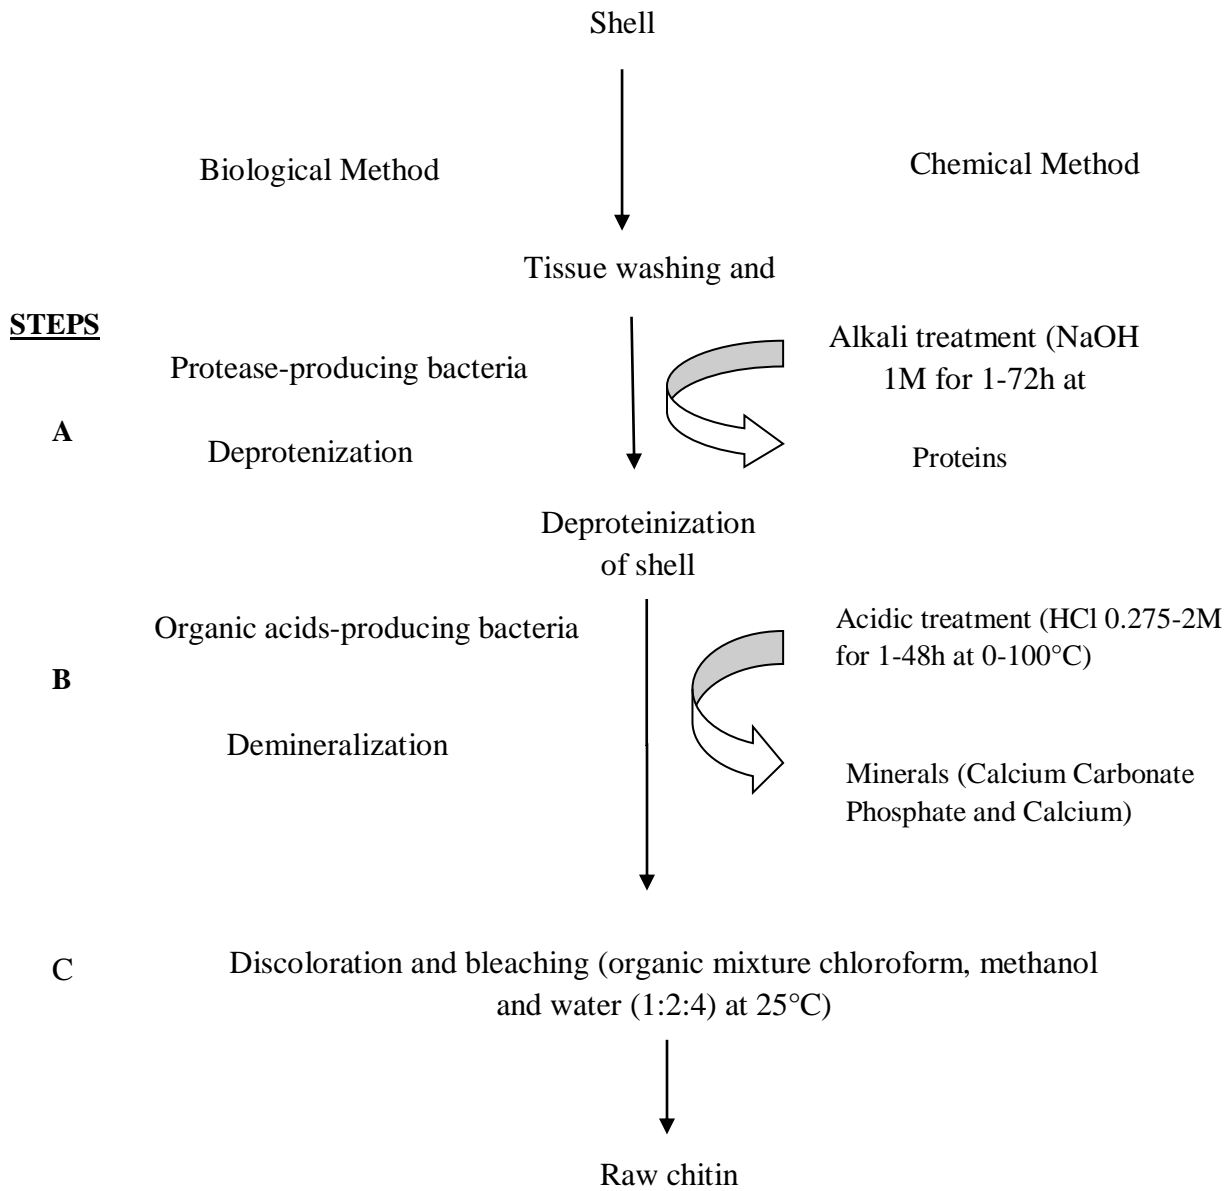 Shell
Biological Method
Chemical Method
Tissue washing and
STEPS
Protease-producing bacteria
Alkali treatment (NaOH
1M for 1-72h at
A
Deprotenization
Proteins
Deproteinization
of shell
Organic acids-producing bacteria
Acidic treatment (HCl 0.275-2M
for 1-48h at 0-100°C)
B
Demineralization
Minerals (Calcium Carbonate
Phosphate and Calcium)
C
Discoloration and bleaching (organic mixture chloroform, methanol
and water (1:2:4) at 25°C)
Raw chitin